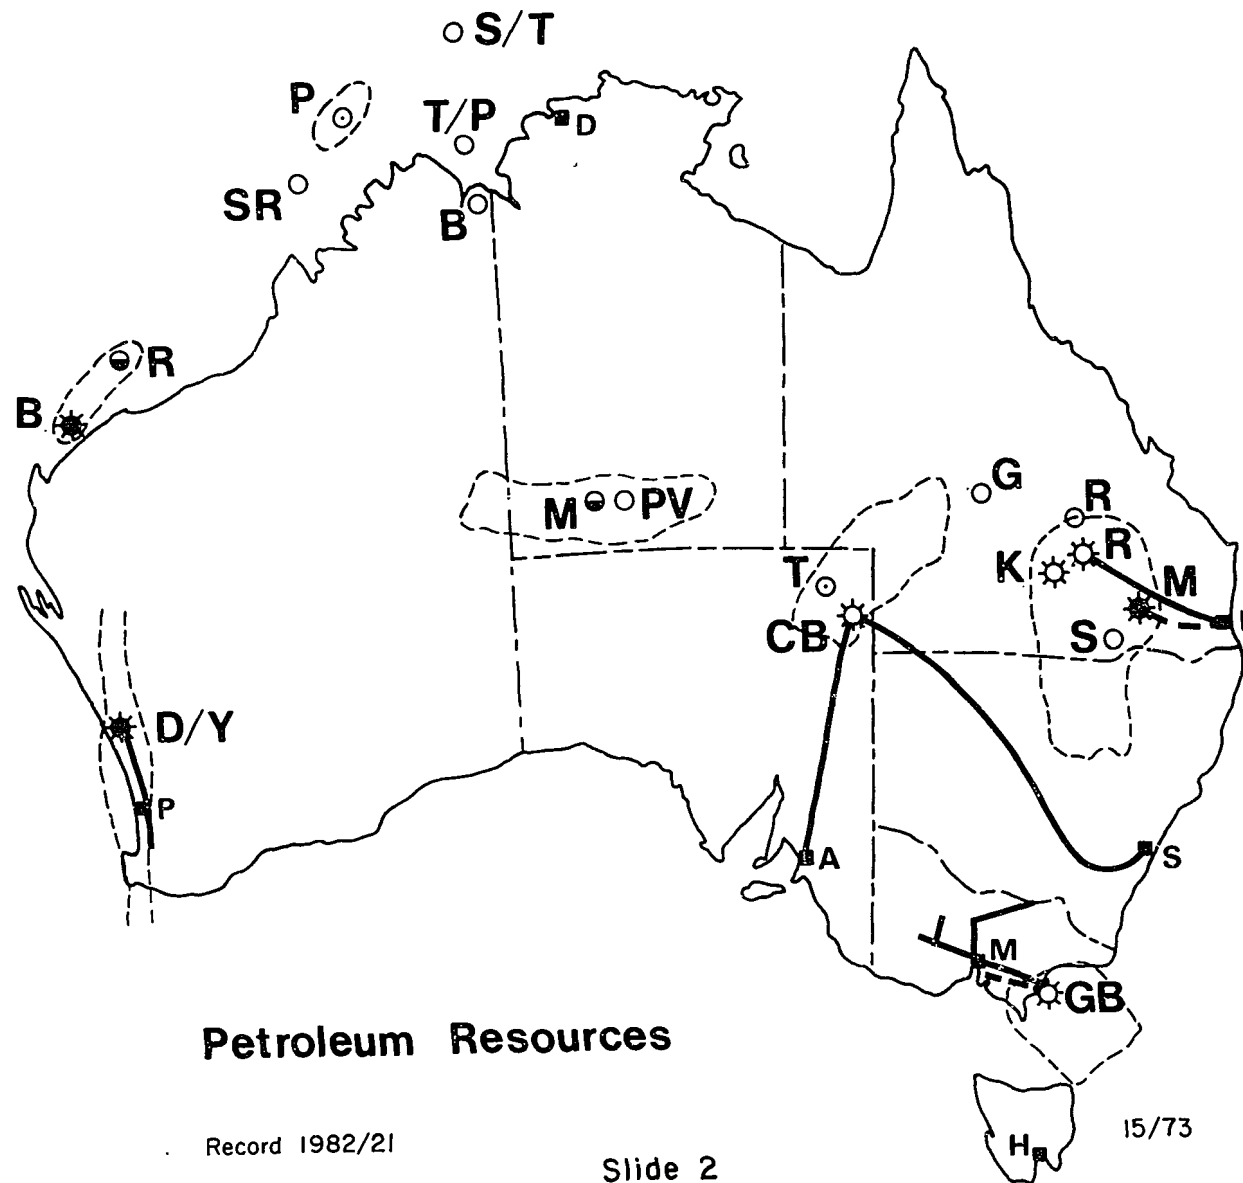 S/T
P
T/P
D
SR
B
R
B
G
R
M PV
R
K
T
M
CB
S
D/Y
P
A
S
M
GB
Petroleum Resources
Record 1982/21
Slide 2
H
15/73